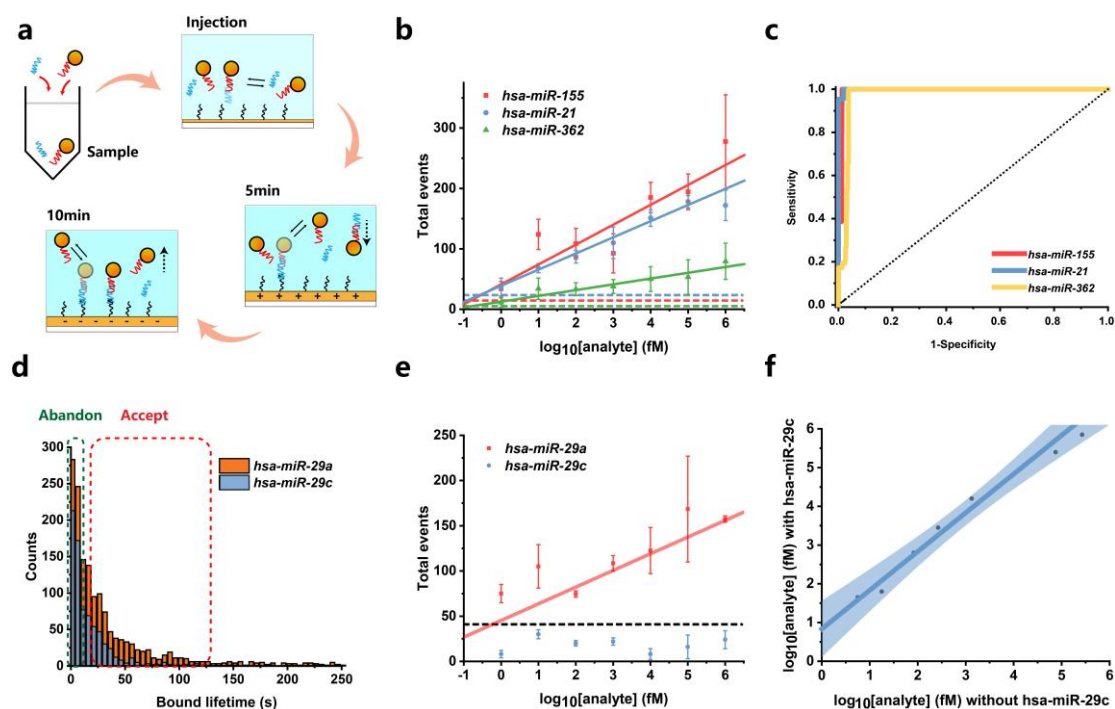 a
Injection
Sample
5min
+ + + + +
10min
- - - - -
b
hsa-miR-155
hsa-miR-21
hsa-miR-362
Total events
300
200
100
0
-1 0 1 2 3 4 5 6
log10[analyte] (fM)
c
Sensitivity
1.0
0.8
0.6
0.4
0.2
0.0
hsa-miR-155
hsa-miR-21
hsa-miR-362
0.0 0.2 0.4 0.6 0.8 1.0
1-Specificity
d
Abandon Accept
Counts
300
250
200
150
100
50
0
hsa-miR-29a
hsa-miR-29c
0 50 100 150 200 250
Bound lifetime (s)
e
Total events
250
200
150
100
50
0
hsa-miR-29a
hsa-miR-29c
-1 0 1 2 3 4 5 6
log10[analyte] (fM)
f
log10[analyte] (fM) with hsa-miR-29c
6
5
4
3
2
1
0
0 1 2 3 4 5 6
log10[analyte] (fM) without hsa-miR-29c